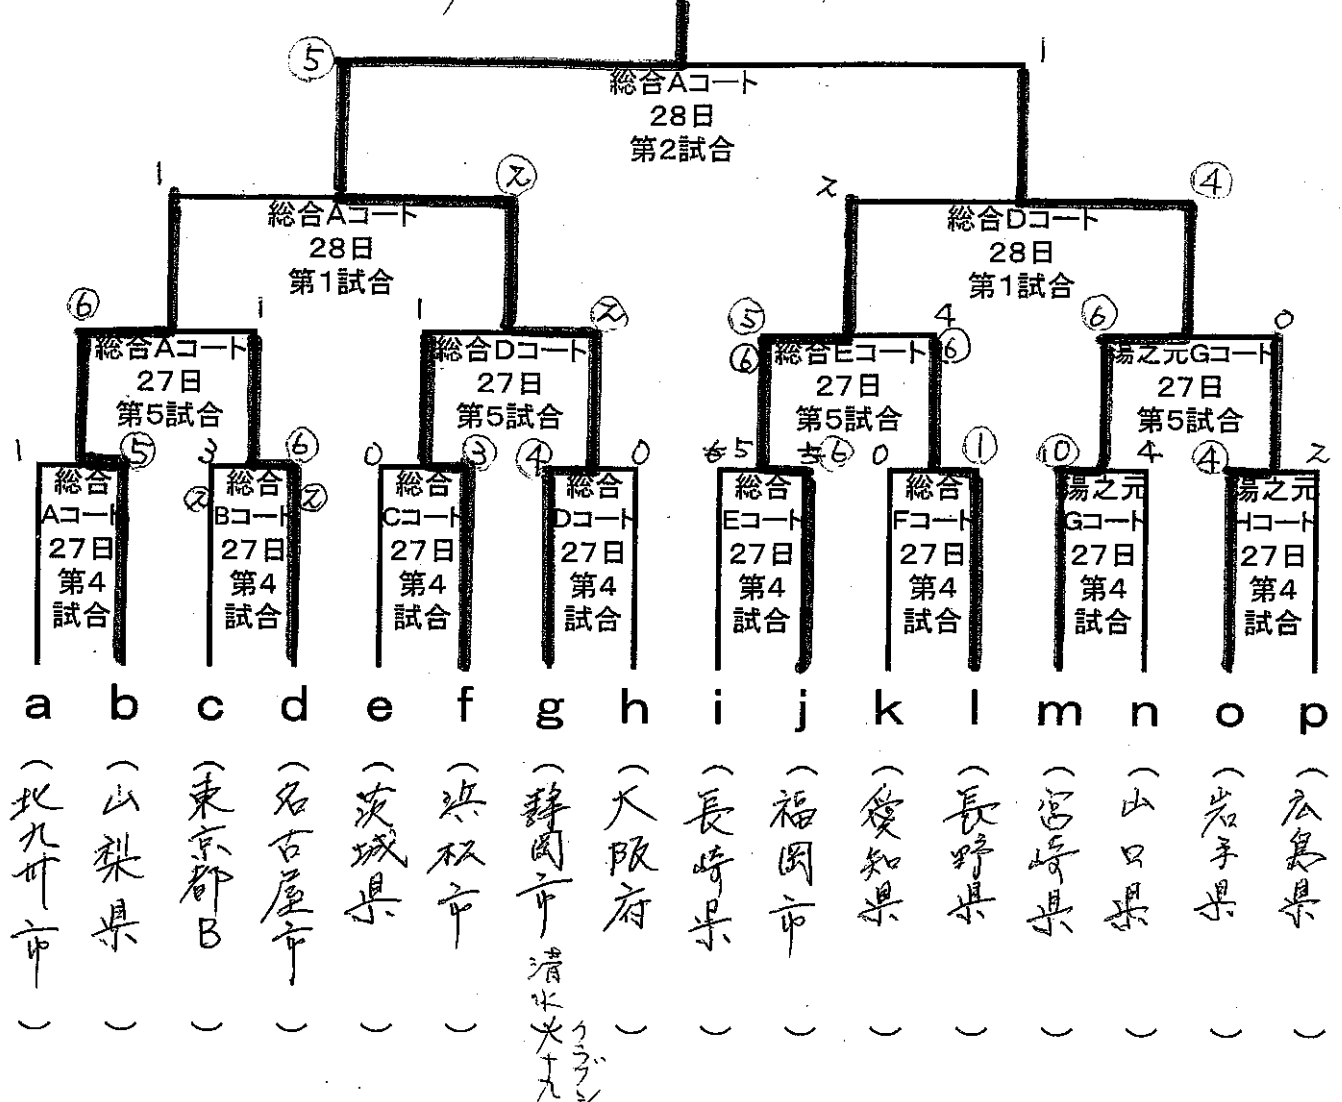 ⑤ 1
総合Aコート
28日
第2試合
1 ② 2 ④
総合Aコート 総合Dコート
28日 28日
第1試合 第1試合
⑥ 1 1 ② ⑤ 4 ⑥ 0
⑥ ⑥
総合Aコート 総合Dコート 総合Eコート 湯之元Gコート
27日 27日 27日 27日
第5試合 第5試合 第5試合 第5試合
1 ⑤ 3 ⑥ 0 ③ ④ 0 5 ⑥ 0 ① ⑩ 4 ④ 2
② ②
総合 総合 総合 総合 総合 総合 湯之元 湯之元
Aコート Bコート Cコート Dコート Eコート Fコート Gコート Hコート
27日 27日 27日 27日 27日 27日 27日 27日
第4 第4 第4 第4 第4 第4 第4 第4
試合 試合 試合 試合 試合 試合 試合 試合
a b c d e f g h i j k l m n o p
(北九州市)
(山梨県)
(東京都B)
(名古屋市)
(茨城県)
(浜松市)
(静岡市 清水
(大阪府)
(長崎県)
(福岡市)
(愛知県)
(長野県)
(宮崎県)
(山口県)
(岩手県)
(広島県)